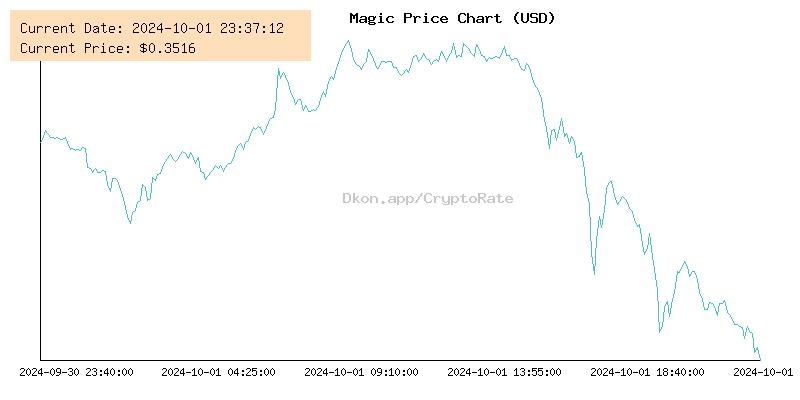 Magic Price Chart (USD)
Current Date: 2024-10-01 23:37:12
Current Price: $0.3516
Dkon.app/CryptoRate
2024-09-30 23:40:00 2024-10-01 04:25:00 2024-10-01 09:10:00 2024-10-01 13:55:00 2024-10-01 18:40:00 2024-10-01